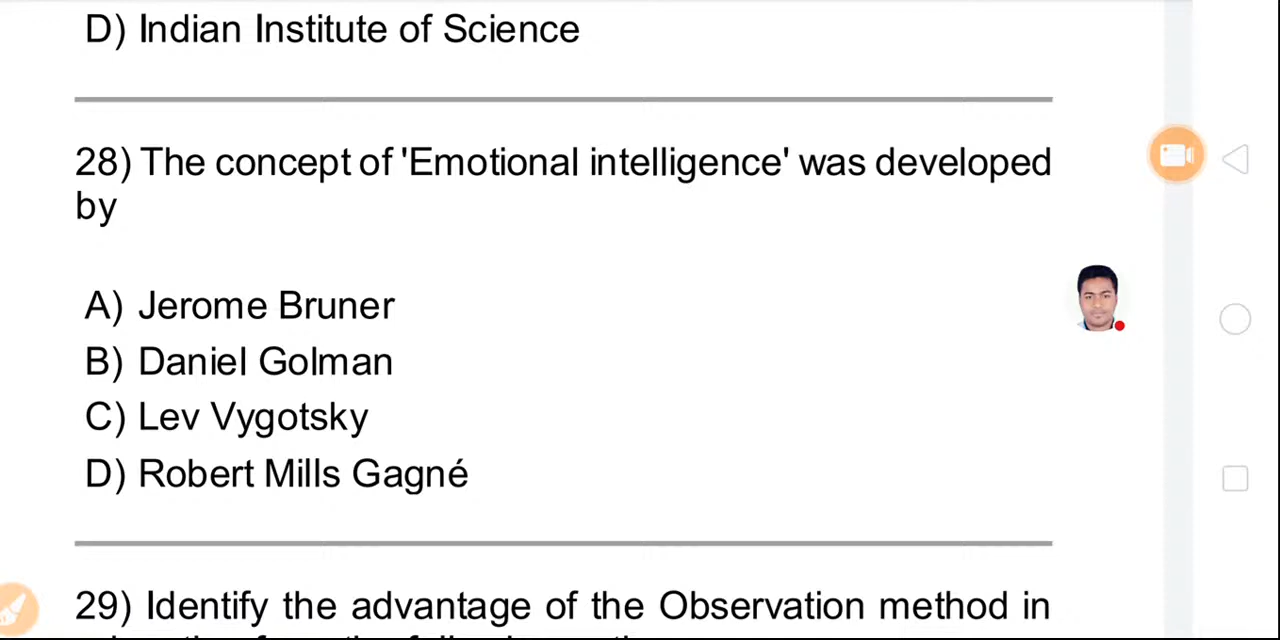 D) Indian Institute of Science
28) The concept of 'Emotional intelligence' was developed
by
A) Jerome Bruner
B) Daniel Golman
C) Lev Vygotsky
D) Robert Mills Gagné
29) Identify the advantage of the Observation method in